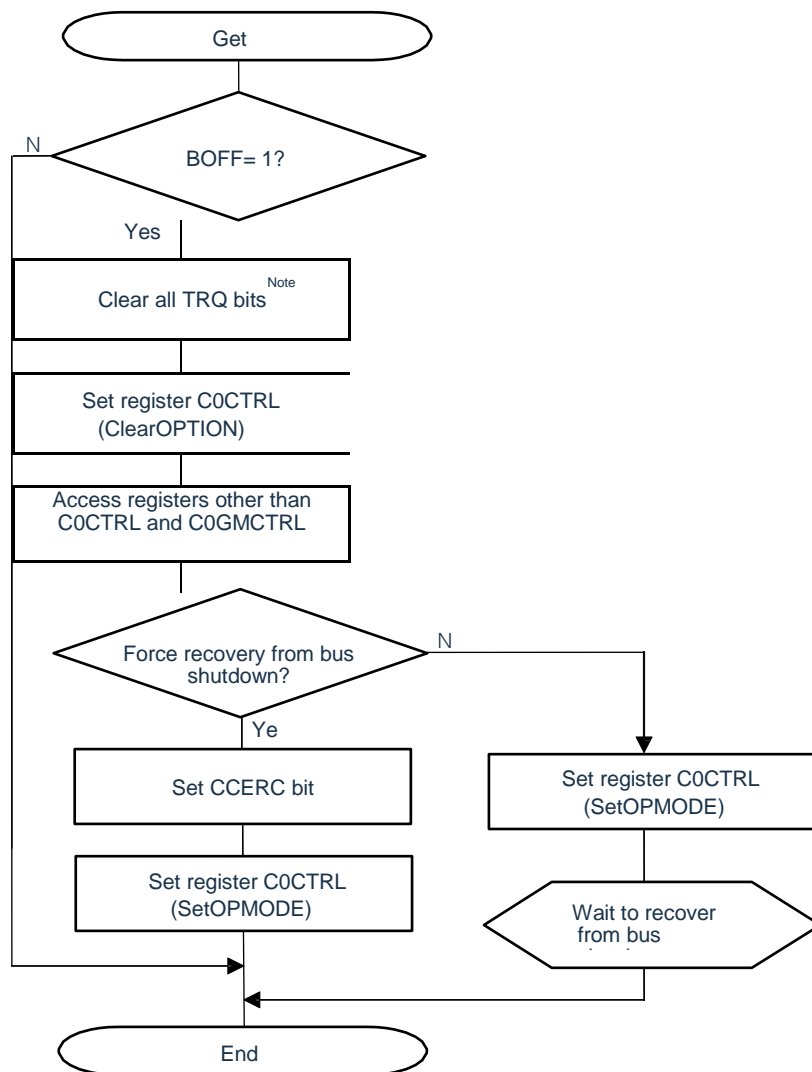 Get
N
BOFF= 1?
Yes
Clear all TRQ bits Note
Set register C0CTRL
(ClearOPTION)
Access registers other than
C0CTRL and C0GMCTRL
Force recovery from bus
shutdown?
N
Ye
Set CCERC bit
Set register C0CTRL
(SetOPMODE)
Set register C0CTRL
(SetOPMODE)
Wait to recover
from bus
End